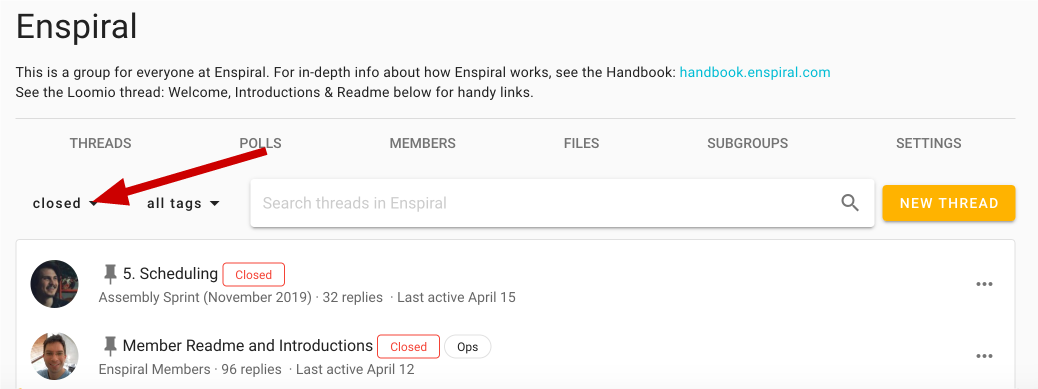 Enspiral
This is a group for everyone at Enspiral. For in-depth info about how Enspiral works, see the Handbook: handbook.enspiral.com
See the Loomio thread: Welcome, Introductions & Readme below for handy links.
THREADS POLLS MEMBERS FILES SUBGROUPS SETTINGS
closed all tags Search threads in Enspiral NEW THREAD
5. Scheduling Closed
Assembly Sprint (November 2019) · 32 replies · Last active April 15
Member Readme and Introductions Closed Ops
Enspiral Members · 96 replies · Last active April 12